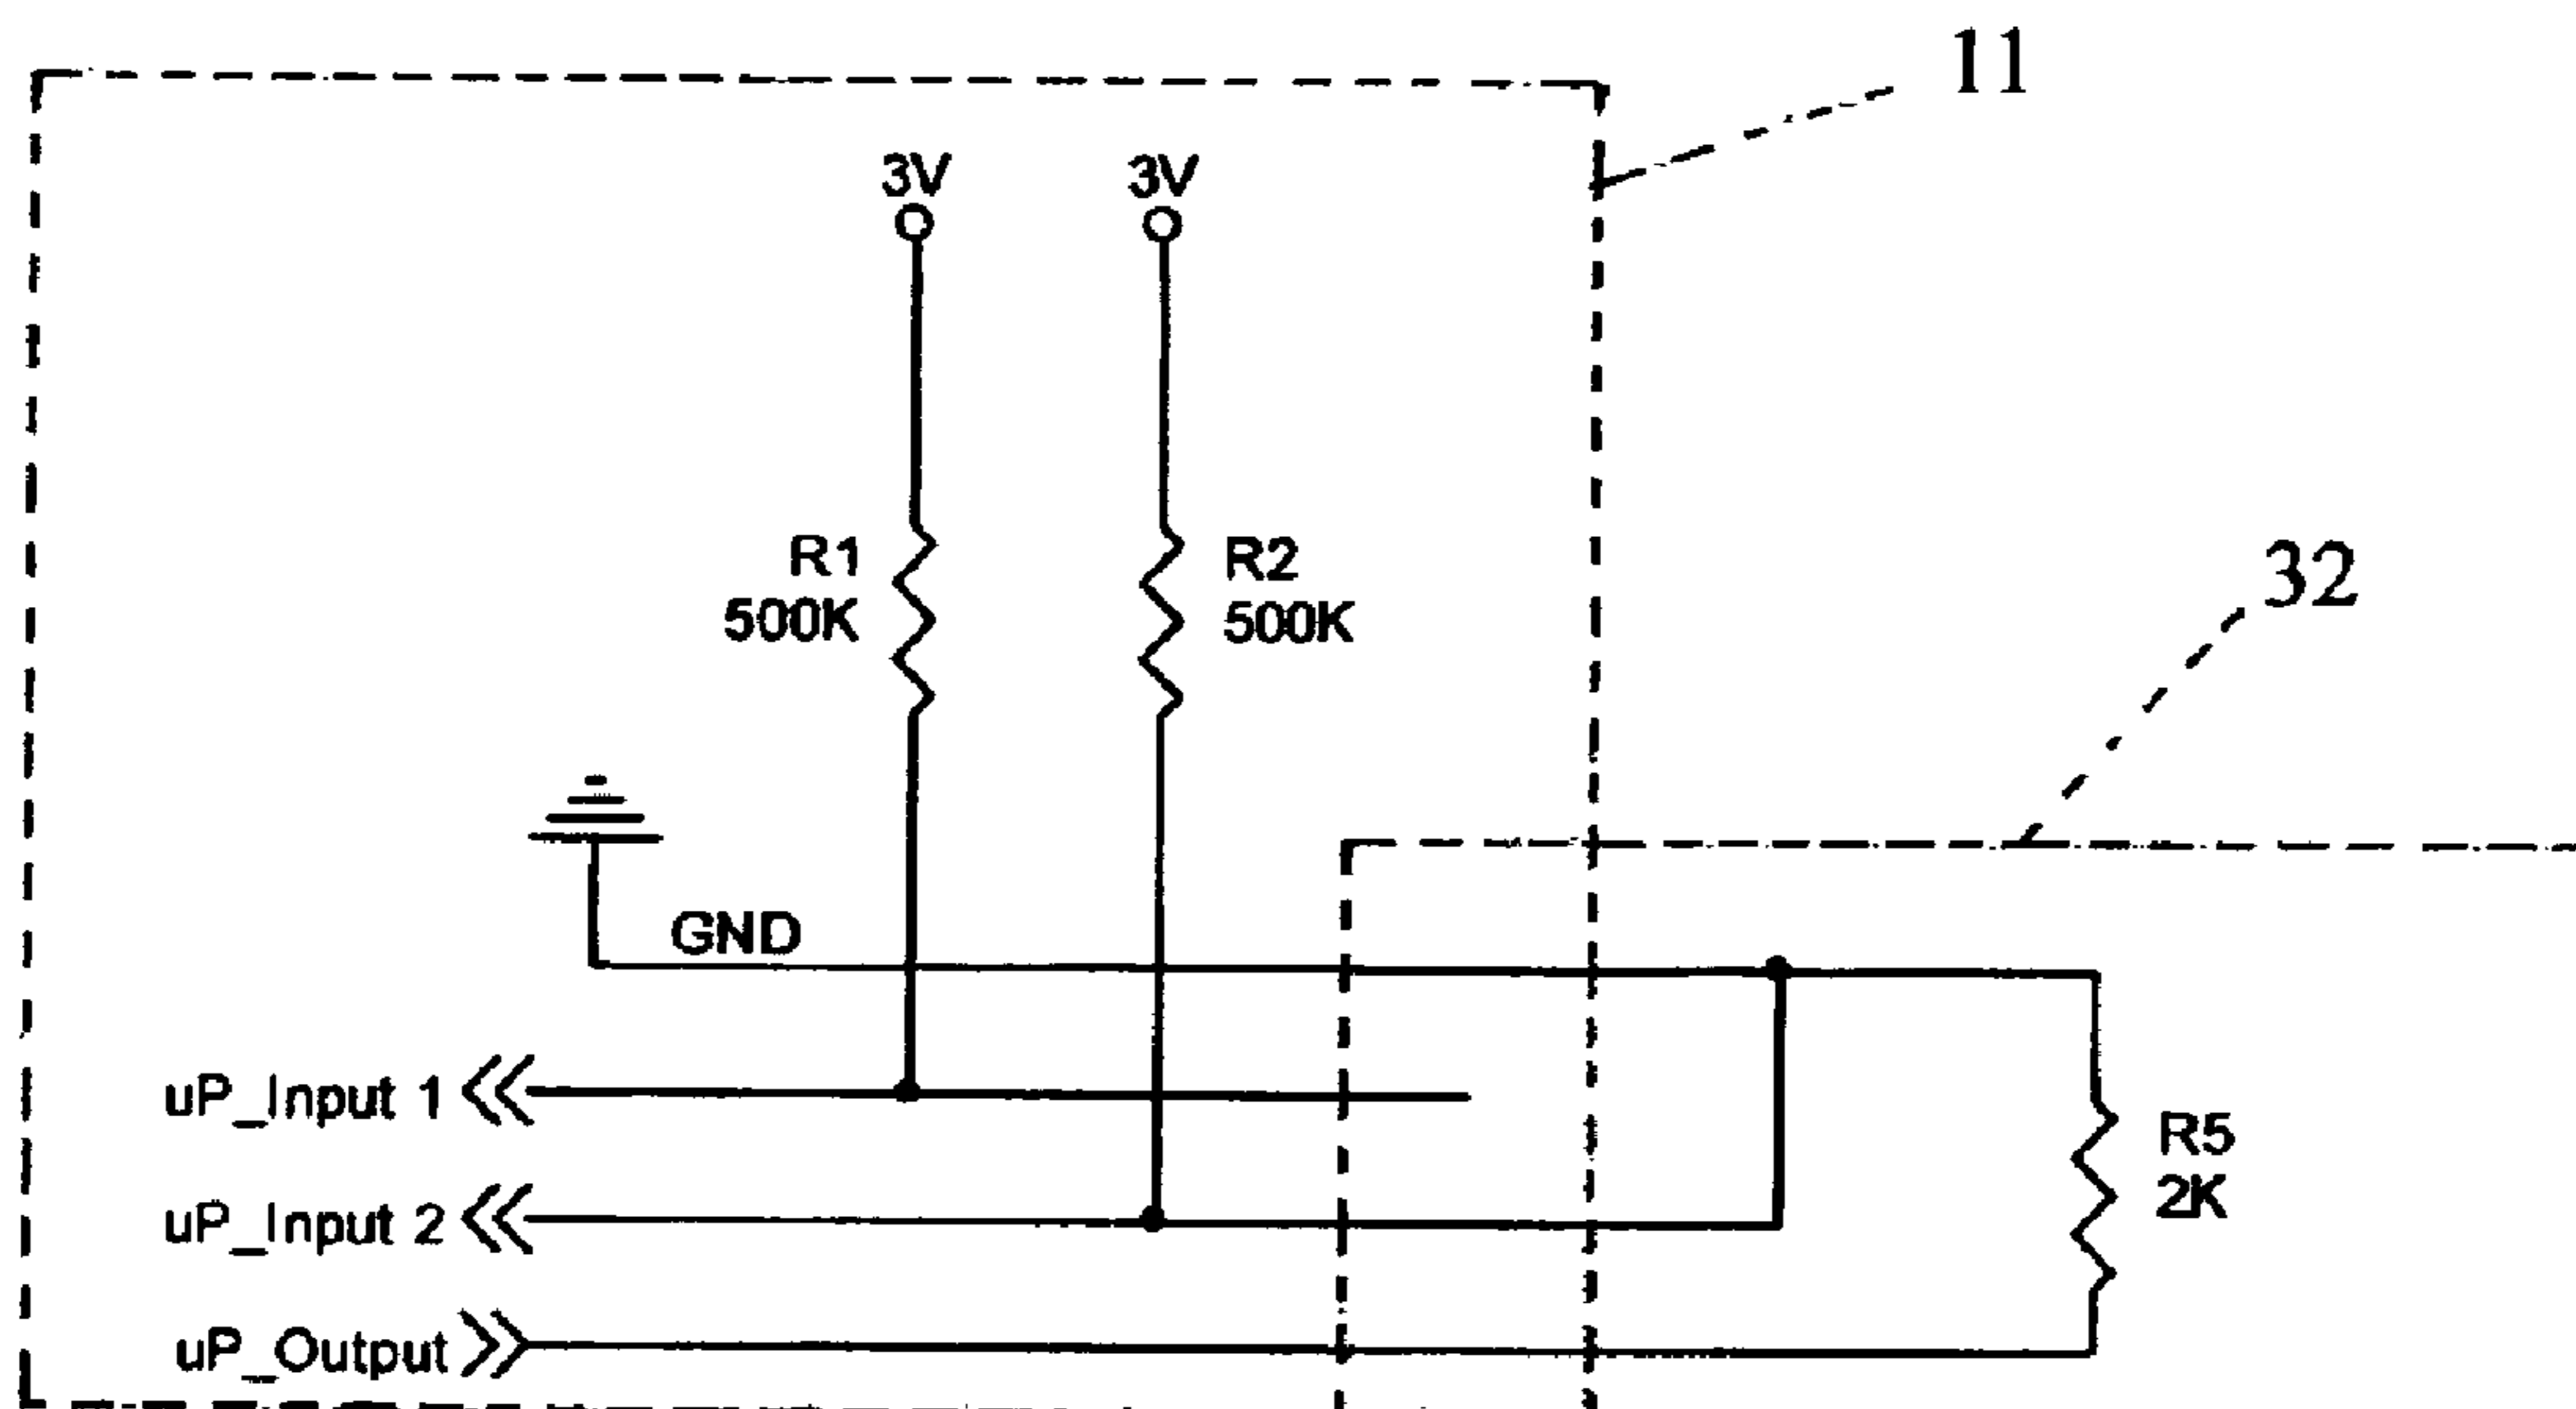 11
3V
3V
R1
500K
R2
500K
32
GND
uP_Input 1
uP_Input 2
uP_Output
R5
2K